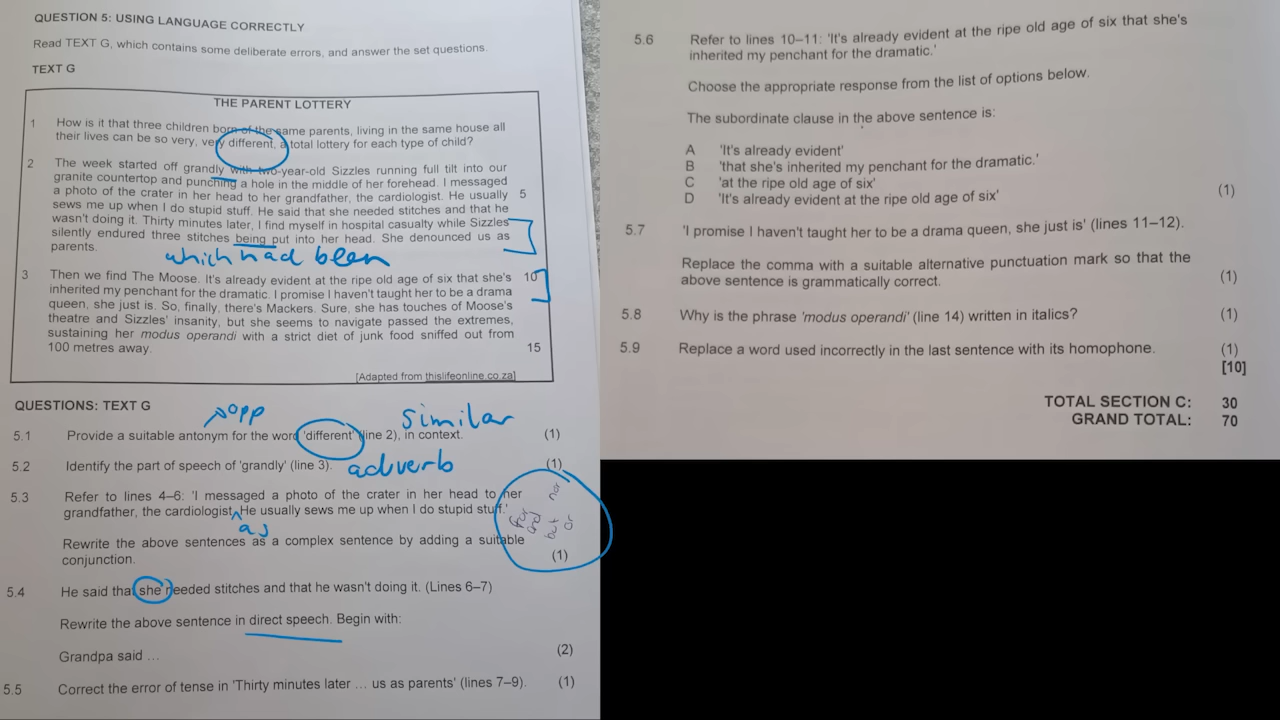 QUESTION 5: USING LANGUAGE CORRECTLY
Read TEXT G, which contains some deliberate errors, and answer the set questions.
TEXT G
THE PARENT LOTTERY
1 How is it that three children born of the same parents, living in the same house all
their lives can be so very, very different, a total lottery for each type of child?
2 The week started off grandly with two-year-old Sizzles running full tilt into our
granite countertop and punching a hole in the middle of her forehead. I messaged
a photo of the crater in her head to her grandfather, the cardiologist. He usually 5
sews me up when I do stupid stuff. He said that she needed stitches and that he
wasn't doing it. Thirty minutes later, I find myself in hospital casualty while Sizzles
silently endured three stitches being put into her head. She denounced us as
parents.
which had been
3 Then we find The Moose. It's already evident at the ripe old age of six that she's 10
inherited my penchant for the dramatic. I promise I haven't taught her to be a drama
queen, she just is. So, finally, there's Mackers. Sure, she has touches of Moose's
theatre and Sizzles' insanity, but she seems to navigate passed the extremes,
sustaining her modus operandi with a strict diet of junk food sniffed out from
100 metres away. 15
[Adapted from thislifeonline.co.za]
QUESTIONS: TEXT G
opp similar
5.1 Provide a suitable antonym for the word 'different' (line 2), in context. (1)
5.2 Identify the part of speech of 'grandly' (line 3). adverb (1)
5.3 Refer to lines 4–6: 'I messaged a photo of the crater in her head to her
grandfather, the cardiologist. He usually sews me up when I do stupid stuff.'
as
for and nor but or
Rewrite the above sentences as a complex sentence by adding a suitable
conjunction. (1)
5.4 He said that she needed stitches and that he wasn't doing it. (Lines 6–7)
Rewrite the above sentence in direct speech. Begin with:
Grandpa said ... (2)
5.5 Correct the error of tense in 'Thirty minutes later ... us as parents' (lines 7–9). (1)
5.6 Refer to lines 10–11: 'It's already evident at the ripe old age of six that she's
inherited my penchant for the dramatic.'
Choose the appropriate response from the list of options below.
The subordinate clause in the above sentence is:
A 'It's already evident'
B 'that she's inherited my penchant for the dramatic.'
C 'at the ripe old age of six'
D 'It's already evident at the ripe old age of six' (1)
5.7 'I promise I haven't taught her to be a drama queen, she just is' (lines 11–12).
Replace the comma with a suitable alternative punctuation mark so that the
above sentence is grammatically correct. (1)
5.8 Why is the phrase 'modus operandi' (line 14) written in italics? (1)
5.9 Replace a word used incorrectly in the last sentence with its homophone. (1)
[10]
TOTAL SECTION C: 30
GRAND TOTAL: 70